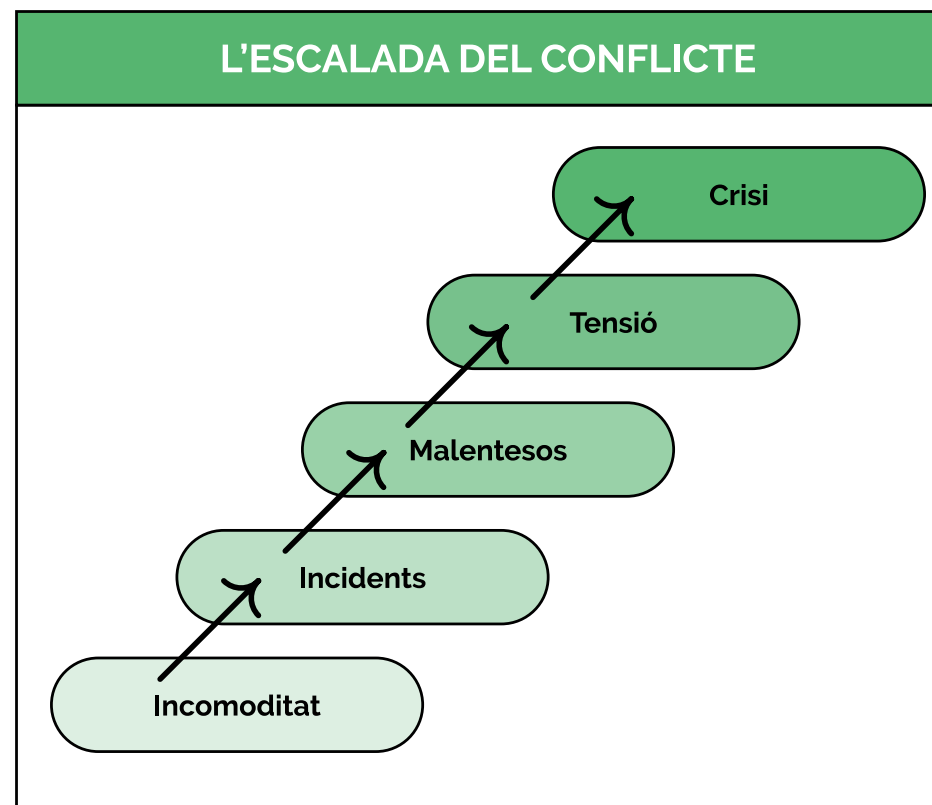 L'ESCALADA DEL CONFLICTE
Crisi
Tensió
Malentesos
Incidents
Incomoditat